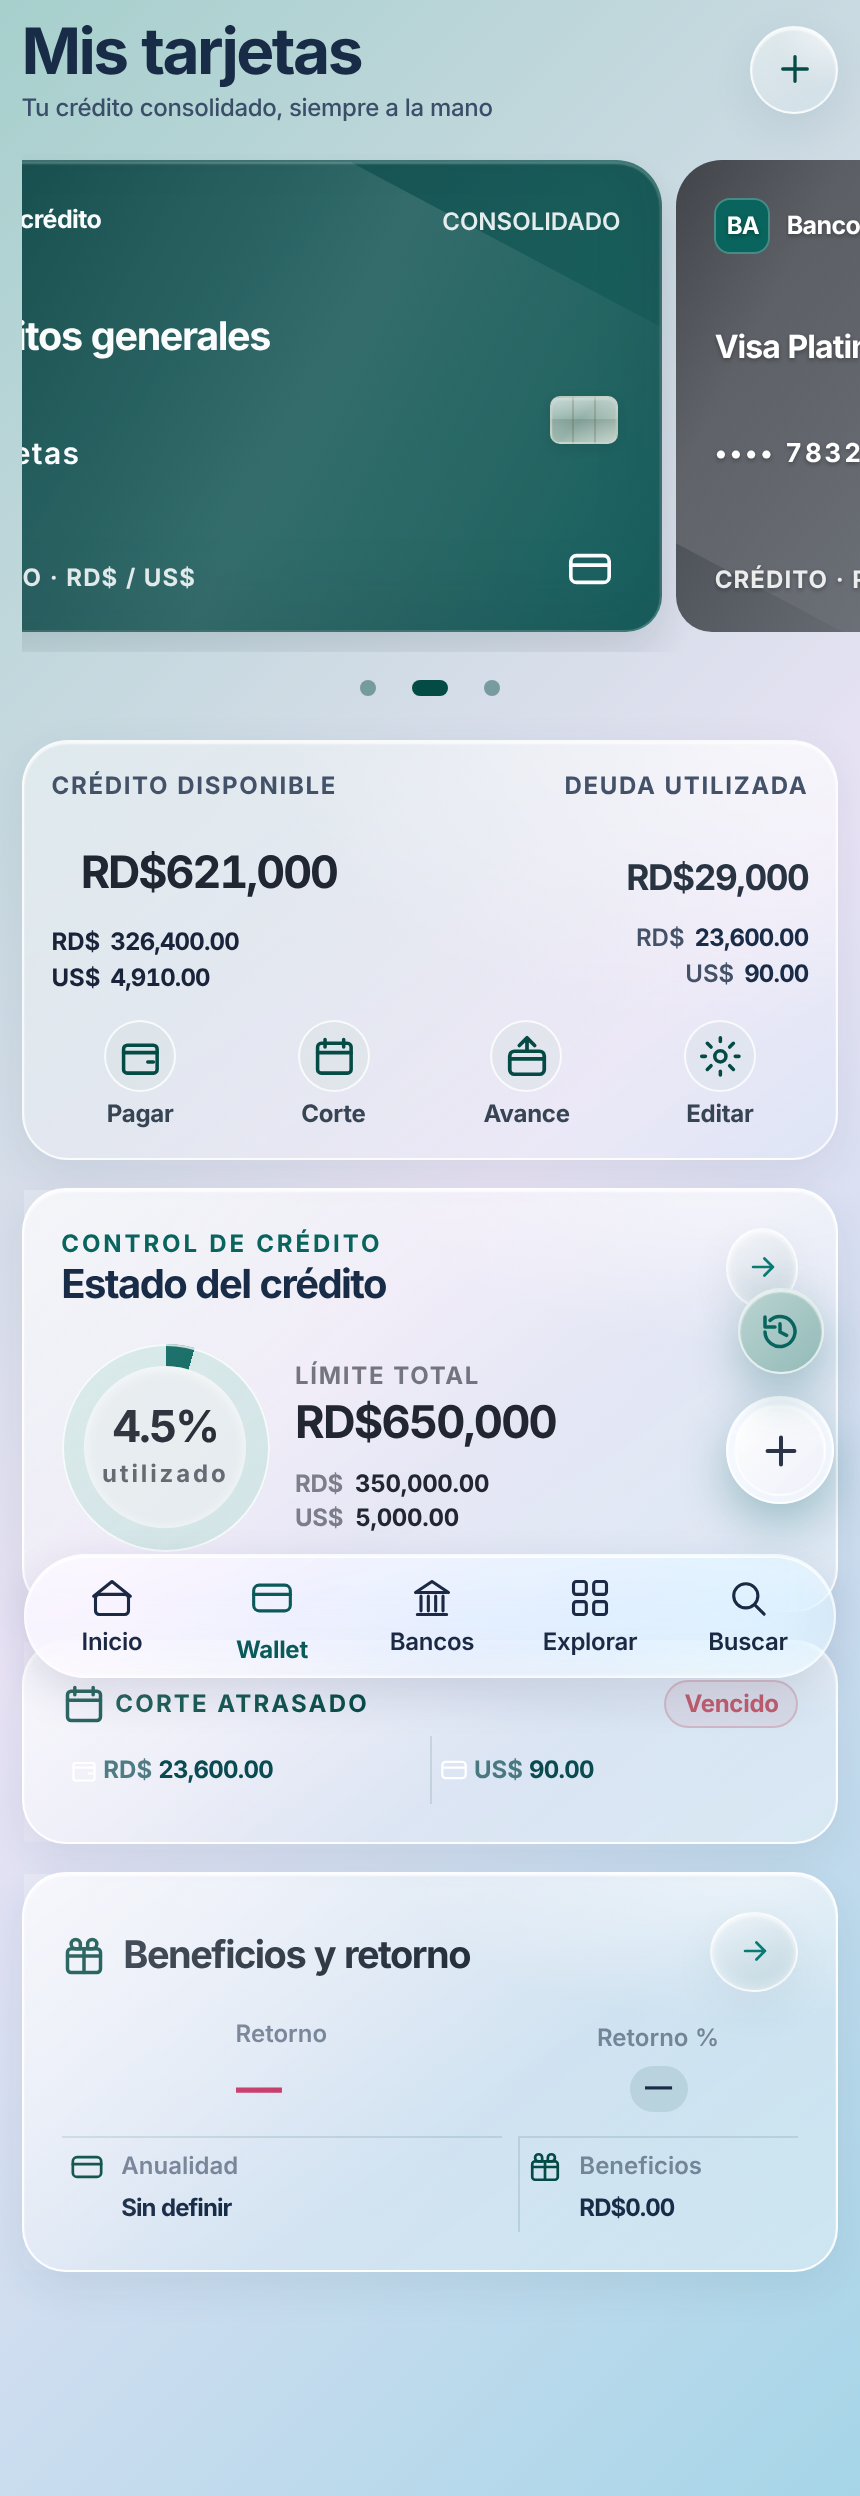 Mis tarjetas
Tu crédito consolidado, siempre a la mano
crédito
CONSOLIDADO
itos generales
etas
O · RD$ / US$
BA Banco
Visa Platin
•••• 7832
CRÉDITO ·
CRÉDITO DISPONIBLE
DEUDA UTILIZADA
RD$621,000
RD$29,000
RD$ 326,400.00
US$ 4,910.00
RD$ 23,600.00
US$ 90.00
Pagar
Corte
Avance
Editar
CONTROL DE CRÉDITO
Estado del crédito
4.5%
utilizado
LÍMITE TOTAL
RD$650,000
RD$ 350,000.00
US$ 5,000.00
Inicio
Wallet
Bancos
Explorar
Buscar
CORTE ATRASADO
Vencido
RD$ 23,600.00
US$ 90.00
Beneficios y retorno
Retorno
—
Retorno %
—
Anualidad
Sin definir
Beneficios
RD$0.00